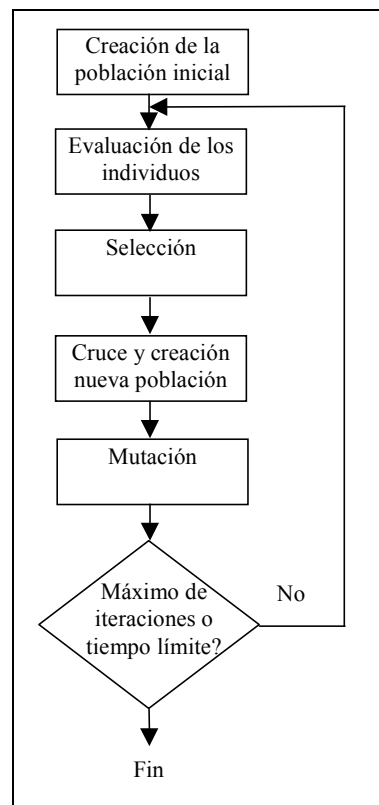 Creación de la
población inicial
Evaluación de los
individuos
Selección
Cruce y creación
nueva población
Mutación
Máximo de
iteraciones o
tiempo límite?
No
Fin